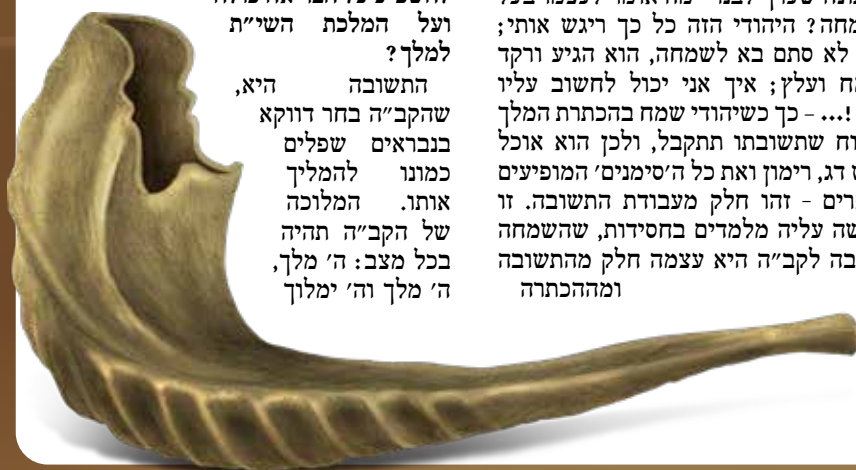 מחה? היהודי הזה כל כך ריגש אותי;
לא סתם בא לשמחה, הוא הגיע ורקד
מח ועלץ; איך אני יכול לחשוב עליו
!... – כך כשיהודי שמח בהכתרת המלך
וח שתשובתו תתקבל, ולכן הוא אוכל
ש דג, רימון ואת כל ה'סימנים' המופיעים
רים – זהו חלק מעבודת התשובה. זו
שה עליה מלמדים בחסידות, שהשמחה
בה לקב״ה היא עצמה חלק מהתשובה
ומההכתרה
ועל המלכת השי״ת
למלך?
התשובה היא,
שהקב״ה בחר דווקא
בנבראים שפלים
כמונו להמליך
אותו. המלוכה
של הקב״ה תהיה
בכל מצב: ה' מלך,
ה' מלך וה' ימלוך